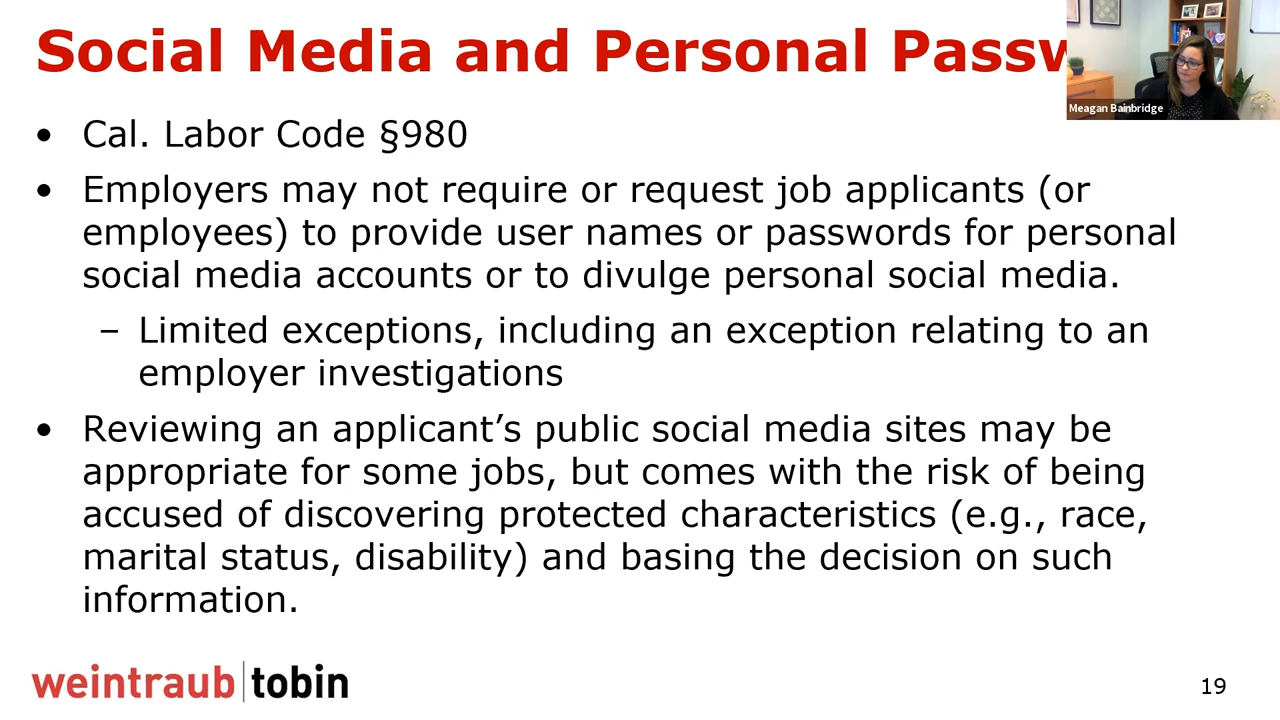 Social Media and Personal Passw
Meagan Bainbridge
• Cal. Labor Code §980
• Employers may not require or request job applicants (or
employees) to provide user names or passwords for personal
social media accounts or to divulge personal social media.
– Limited exceptions, including an exception relating to an
employer investigations
• Reviewing an applicant’s public social media sites may be
appropriate for some jobs, but comes with the risk of being
accused of discovering protected characteristics (e.g., race,
marital status, disability) and basing the decision on such
information.
weintraub|tobin
19